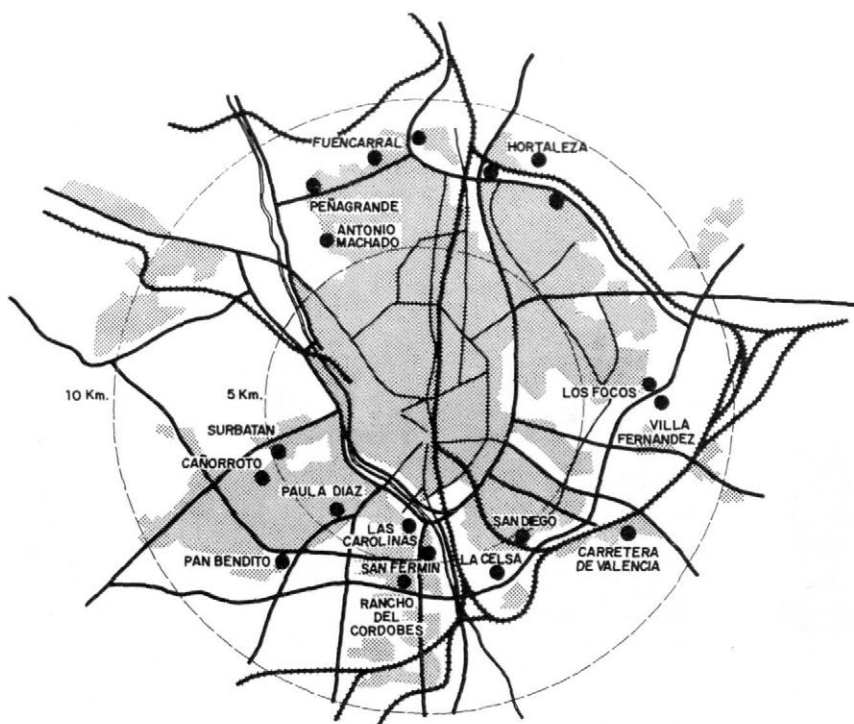 FUENCARRAL
HORTALEZA
PEÑAGRANDE
ANTONIO
MACHADO
10 Km.
5 Km.
LOS FOCOS
VILLA
FERNANDEZ
SURBATAN
CAÑORROTO
PAULA DIAZ
LAS
CAROLINAS
SAN DIEGO
PAN BENDITO
SAN FERMIN
LA CELSA
CARRETERA
DE VALENCIA
RANCHO
DEL
CORDOBES